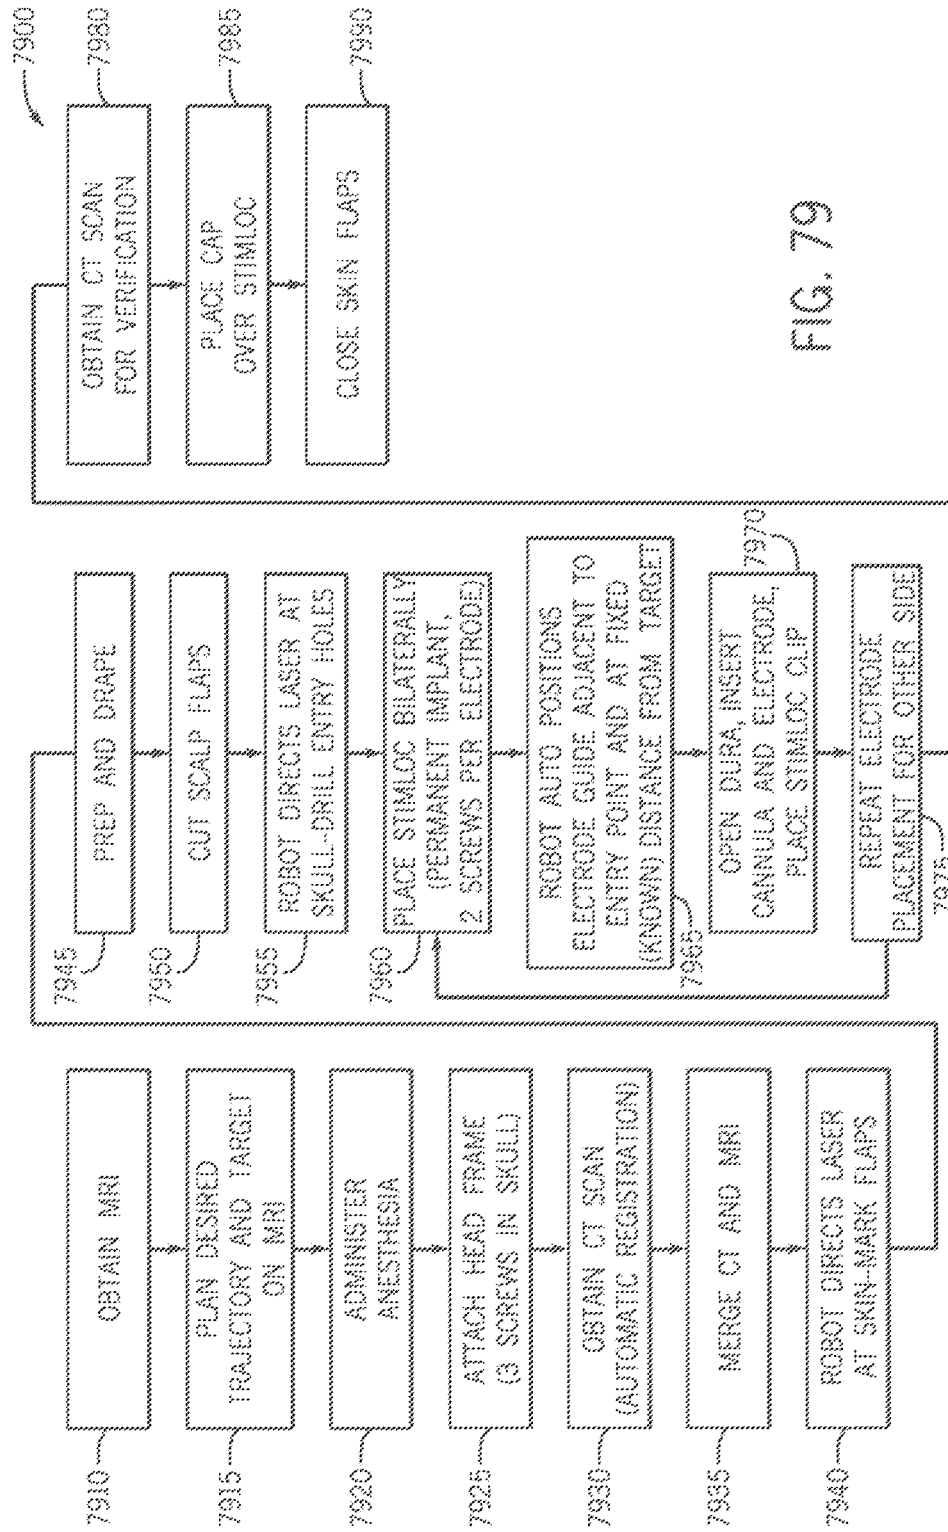 7900
7910
OBTAIN MRI
7915
PLAN DESIRED
TRAJECTORY AND TARGET
ON MRI
7920
ADMINISTER
ANESTHESIA
7925
ATTACH HEAD FRAME
(3 SCREWS IN SKULL)
7930
OBTAIN CT SCAN
(AUTOMATIC REGISTRATION)
7935
MERGE CT AND MRI
7940
ROBOT DIRECTS LASER
AT SKIN-MARK FLAPS
7945
PREP AND DRAPE
7950
CUT SCALP FLAPS
7955
ROBOT DIRECTS LASER AT
SKULL-DRILL ENTRY HOLES
7960
PLACE STIMLOC BILATERALLY
(PERMANENT IMPLANT,
2 SCREWS PER ELECTRODE)
ROBOT AUTO POSITIONS
ELECTRODE GUIDE ADJACENT TO
ENTRY POINT AND AT FIXED
(KNOWN) DISTANCE FROM TARGET
7965
OPEN DURA, INSERT
CANNULA AND ELECTRODE,
PLACE STIMLOC CLIP
7970
REPEAT ELECTRODE
PLACEMENT FOR OTHER SIDE
7975
OBTAIN CT SCAN
FOR VERIFICATION
7980
PLACE CAP
OVER STIMLOC
7985
CLOSE SKIN FLAPS
7990
FIG. 79